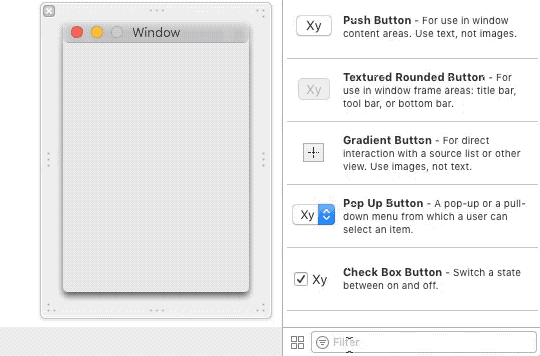 Window
Xy
Push Button - For use in window
content areas. Use text, not images.
Xy
Textured Rounded Button - For
use in window frame areas: title bar,
tool bar, or bottom bar.
Gradient Button - For direct
interaction with a source list or other
view. Use images, not text.
Xy
Pop Up Button - A pop-up or a pull-
down menu from which a user can
select an item.
Xy
Check Box Button - Switch a state
between on and off.
Filter